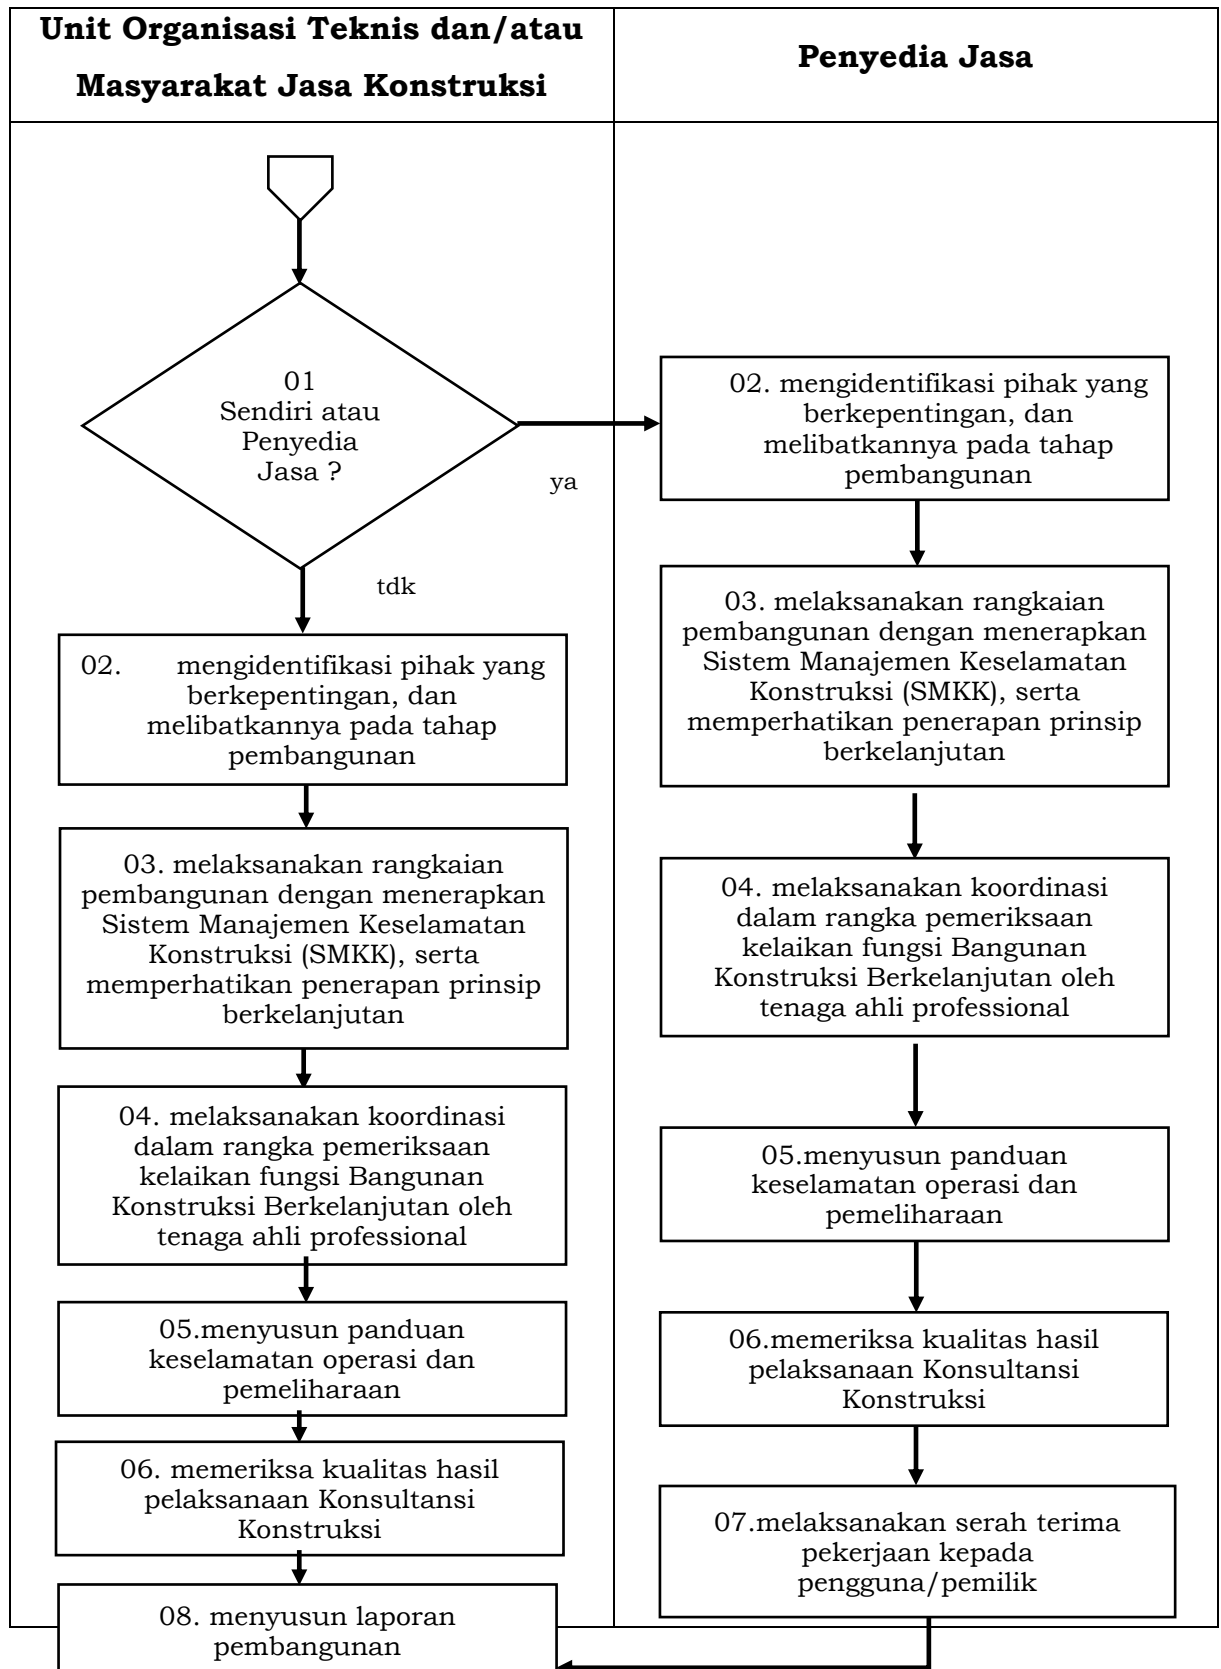 Unit Organisasi Teknis dan/atau
Masyarakat Jasa Konstruksi
Penyedia Jasa
01
Sendiri atau
Penyedia
Jasa ?
ya
tdk
02. mengidentifikasi pihak yang
berkepentingan, dan
melibatkannya pada tahap
pembangunan
03. melaksanakan rangkaian
pembangunan dengan menerapkan
Sistem Manajemen Keselamatan
Konstruksi (SMKK), serta
memperhatikan penerapan prinsip
berkelanjutan
04. melaksanakan koordinasi
dalam rangka pemeriksaan
kelaikan fungsi Bangunan
Konstruksi Berkelanjutan oleh
tenaga ahli professional
05.menyusun panduan
keselamatan operasi dan
pemeliharaan
06. memeriksa kualitas hasil
pelaksanaan Konsultansi
Konstruksi
08. menyusun laporan
pembangunan
02. mengidentifikasi pihak yang
berkepentingan, dan
melibatkannya pada tahap
pembangunan
03. melaksanakan rangkaian
pembangunan dengan menerapkan
Sistem Manajemen Keselamatan
Konstruksi (SMKK), serta
memperhatikan penerapan prinsip
berkelanjutan
04. melaksanakan koordinasi
dalam rangka pemeriksaan
kelaikan fungsi Bangunan
Konstruksi Berkelanjutan oleh
tenaga ahli professional
05.menyusun panduan
keselamatan operasi dan
pemeliharaan
06.memeriksa kualitas hasil
pelaksanaan Konsultansi
Konstruksi
07.melaksanakan serah terima
pekerjaan kepada
pengguna/pemilik